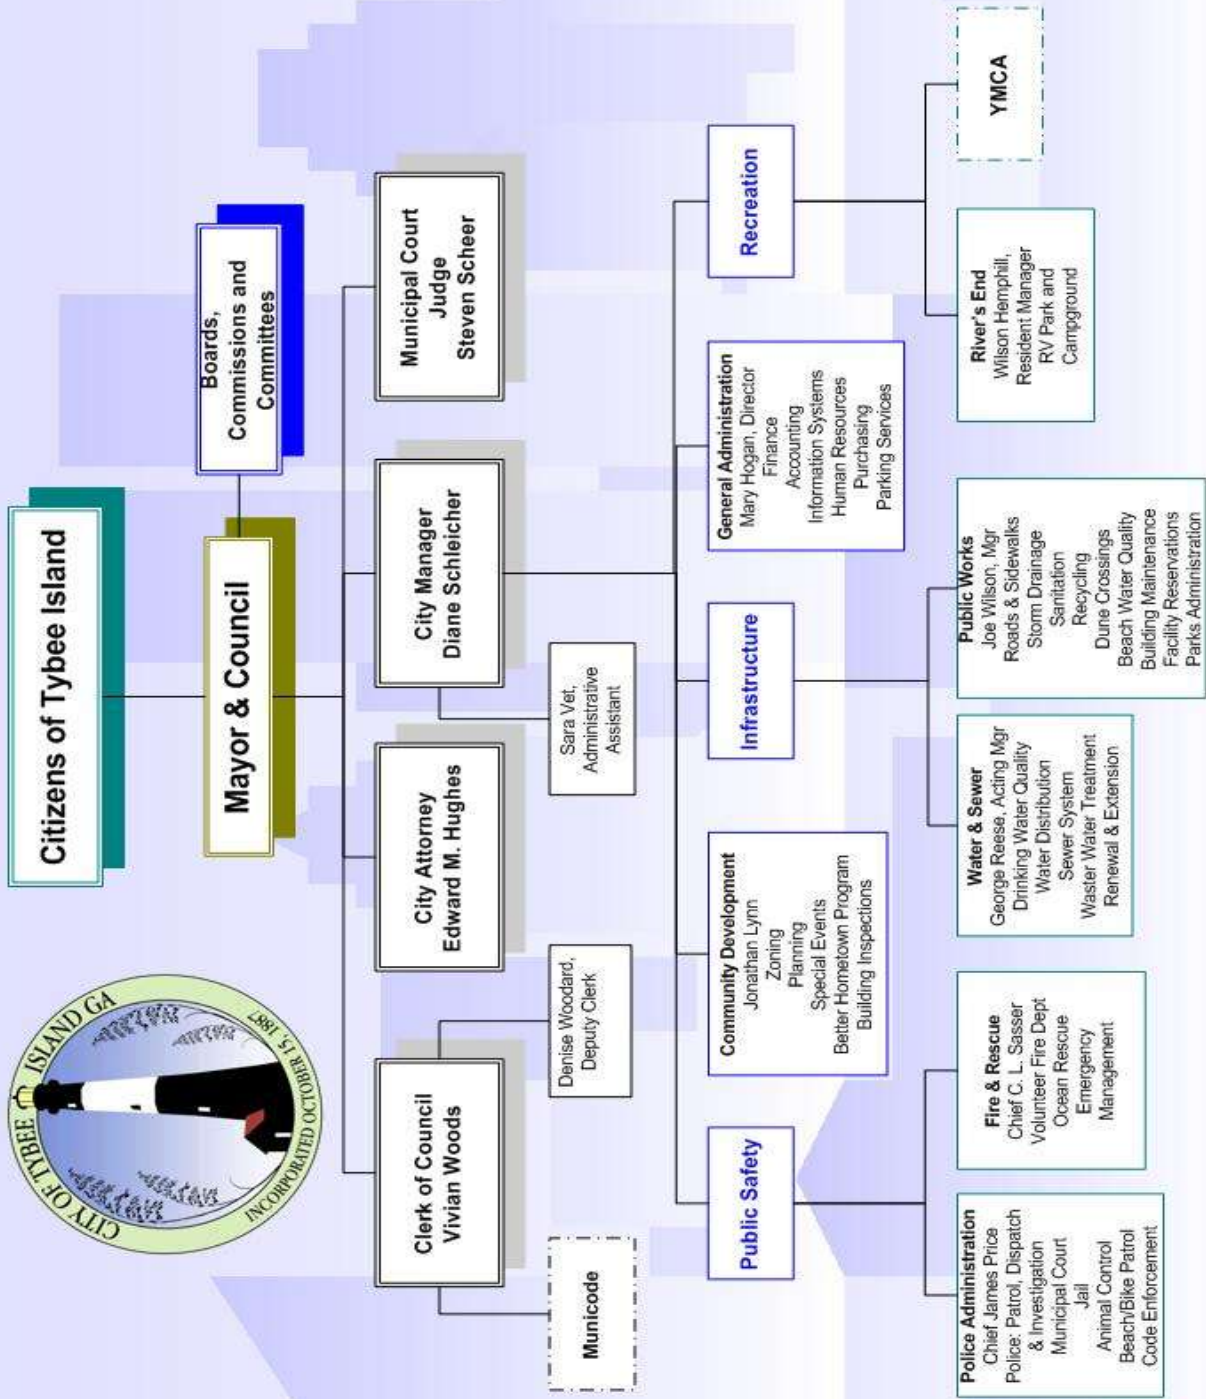 CITY OF TYBEE ISLAND GA
INCORPORATED OCTOBER 15, 1887
Citizens of Tybee Island
Mayor & Council
Boards,
Commissions and
Committees
Clerk of Council
Vivian Woods
City Attorney
Edward M. Hughes
City Manager
Diane Schleicher
Municipal Court
Judge
Steven Scheer
Municode
Denise Woodard,
Deputy Clerk
Sara Vet,
Administrative
Assistant
Public Safety
Community Development
Jonathan Lynn
Zoning
Planning
Special Events
Better Hometown Program
Building Inspections
Infrastructure
General Administration
Mary Hogan, Director
Finance
Accounting
Information Systems
Human Resources
Purchasing
Parking Services
Recreation
Police Administration
Chief James Price
Police: Patrol, Dispatch
& Investigation
Municipal Court
Jail
Animal Control
Beach/Bike Patrol
Code Enforcement
Fire & Rescue
Chief C. L. Sasser
Volunteer Fire Dept
Ocean Rescue
Emergency
Management
Water & Sewer
George Reese, Acting Mgr
Drinking Water Quality
Water Distribution
Sewer System
Waster Water Treatment
Renewal & Extension
Public Works
Joe Wilson, Mgr
Roads & Sidewalks
Storm Drainage
Sanitation
Recycling
Dune Crossings
Beach Water Quality
Building Maintenance
Facility Reservations
Parks Administration
River's End
Wilson Hemphill,
Resident Manager
RV Park and
Campground
YMCA